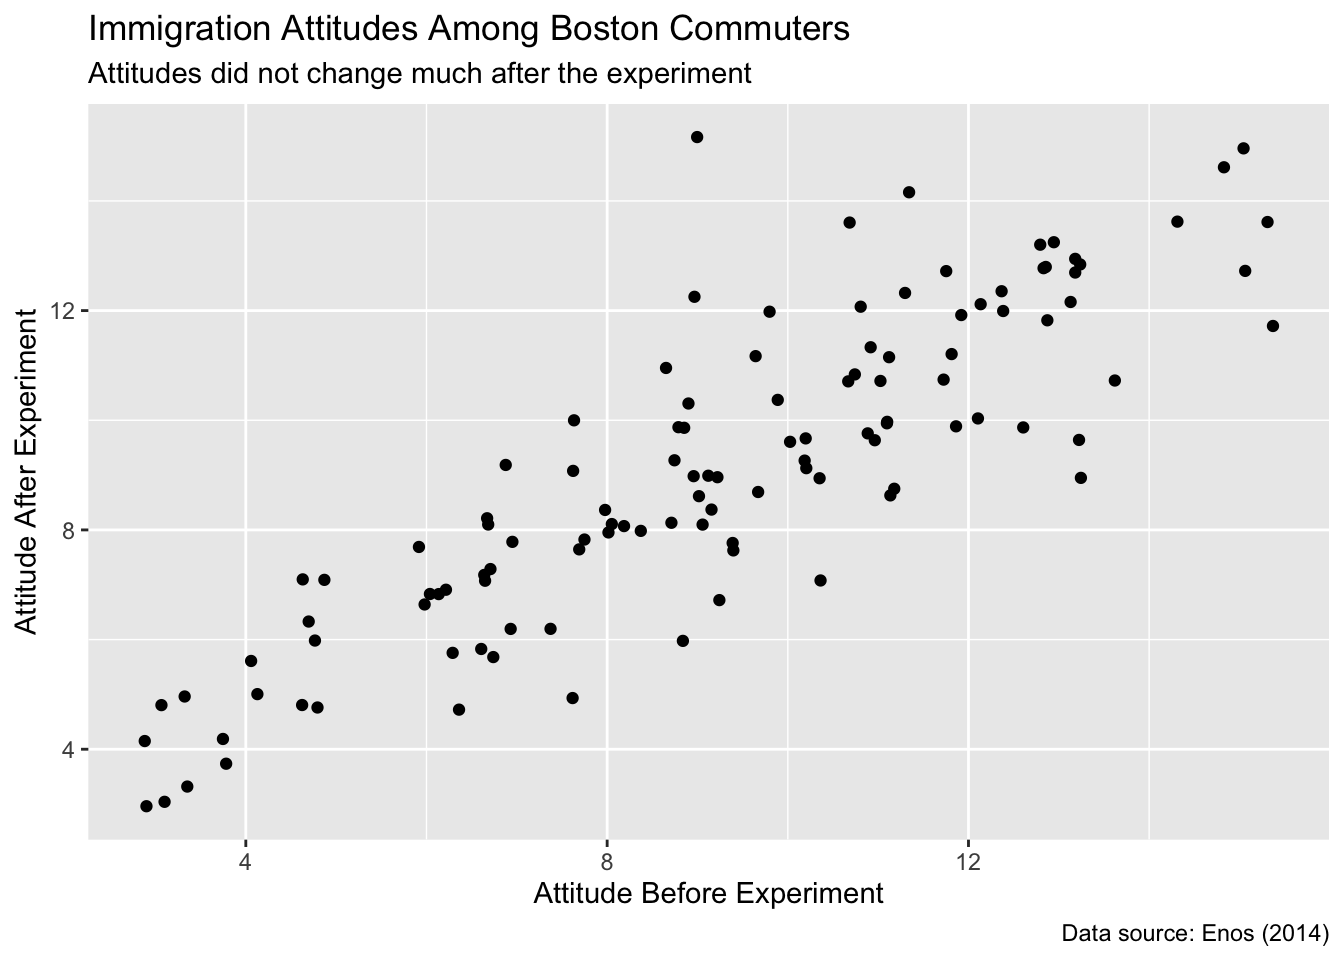 Immigration Attitudes Among Boston Commuters
Attitudes did not change much after the experiment
Attitude After Experiment
12
8
4
4
8
12
Attitude Before Experiment
Data source: Enos (2014)